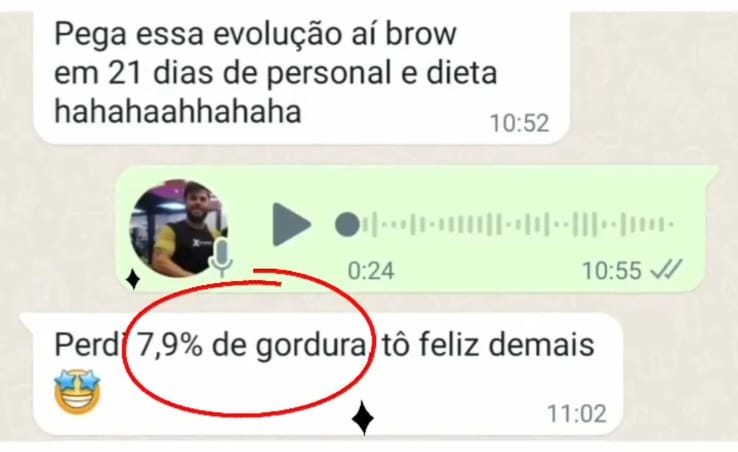 Pega essa evolução aí brow
em 21 dias de personal e dieta
hahahaahhahaha
10:52
0:24 10:55
Perdi 7,9% de gordura, tô feliz demais
11:02